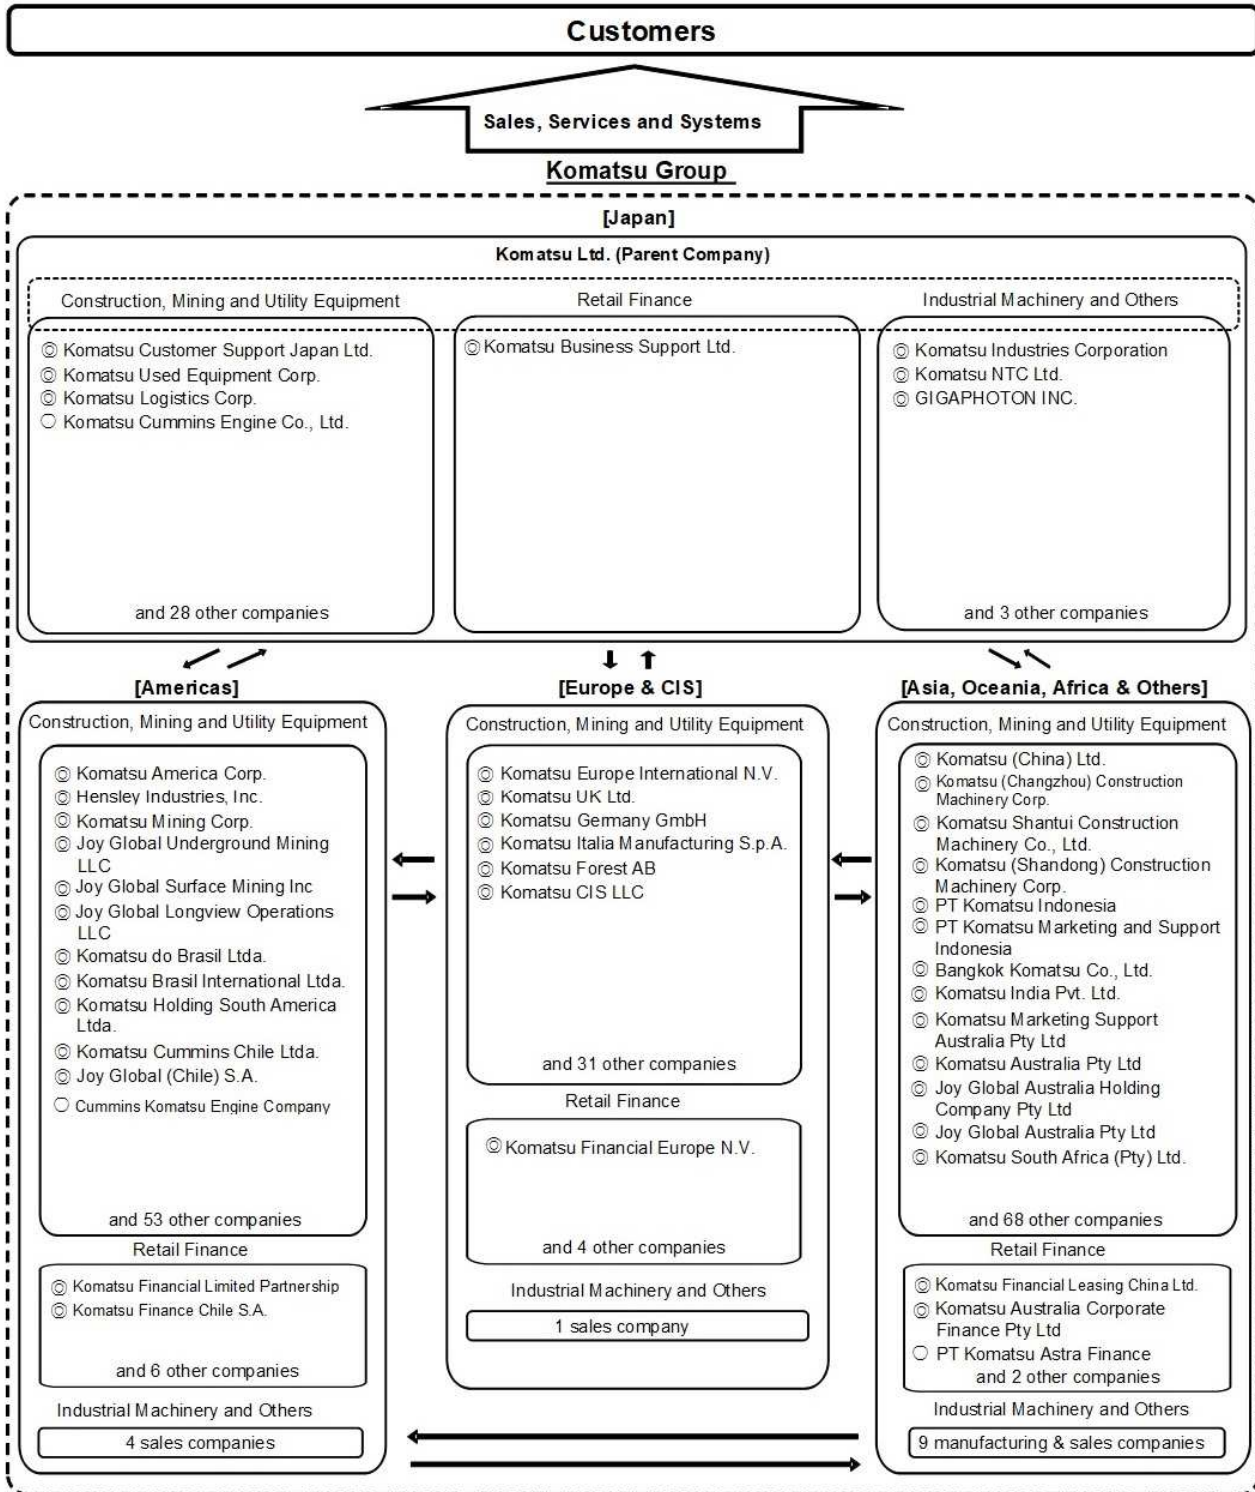 Customers
Sales, Services and Systems
Komatsu Group
[Japan]
Komatsu Ltd. (Parent Company)
Construction, Mining and Utility Equipment
◎ Komatsu Customer Support Japan Ltd.
◎ Komatsu Used Equipment Corp.
◎ Komatsu Logistics Corp.
○ Komatsu Cummins Engine Co., Ltd.
and 28 other companies
Retail Finance
◎ Komatsu Business Support Ltd.
Industrial Machinery and Others
◎ Komatsu Industries Corporation
◎ Komatsu NTC Ltd.
◎ GIGAPHOTON INC.
and 3 other companies
[Americas]
Construction, Mining and Utility Equipment
◎ Komatsu America Corp.
◎ Hensley Industries, Inc.
◎ Komatsu Mining Corp.
◎ Joy Global Underground Mining
LLC
◎ Joy Global Surface Mining Inc
◎ Joy Global Longview Operations
LLC
◎ Komatsu do Brasil Ltda.
◎ Komatsu Brasil International Ltda.
◎ Komatsu Holding South America
Ltda.
◎ Komatsu Cummins Chile Ltda.
◎ Joy Global (Chile) S.A.
○ Cummins Komatsu Engine Company
and 53 other companies
Retail Finance
◎ Komatsu Financial Limited Partnership
◎ Komatsu Finance Chile S.A.
and 6 other companies
Industrial Machinery and Others
4 sales companies
[Europe & CIS]
Construction, Mining and Utility Equipment
◎ Komatsu Europe International N.V.
◎ Komatsu UK Ltd.
◎ Komatsu Germany GmbH
◎ Komatsu Italia Manufacturing S.p.A.
◎ Komatsu Forest AB
◎ Komatsu CIS LLC
and 31 other companies
Retail Finance
◎ Komatsu Financial Europe N.V.
and 4 other companies
Industrial Machinery and Others
1 sales company
[Asia, Oceania, Africa & Others]
Construction, Mining and Utility Equipment
◎ Komatsu (China) Ltd.
◎ Komatsu (Changzhou) Construction
Machinery Corp.
◎ Komatsu Shantui Construction
Machinery Co., Ltd.
◎ Komatsu (Shandong) Construction
Machinery Corp.
◎ PT Komatsu Indonesia
◎ PT Komatsu Marketing and Support
Indonesia
◎ Bangkok Komatsu Co., Ltd.
◎ Komatsu India Pvt. Ltd.
◎ Komatsu Marketing Support
Australia Pty Ltd
◎ Komatsu Australia Pty Ltd
◎ Joy Global Australia Holding
Company Pty Ltd
◎ Joy Global Australia Pty Ltd
◎ Komatsu South Africa (Pty) Ltd.
and 68 other companies
Retail Finance
◎ Komatsu Financial Leasing China Ltd.
◎ Komatsu Australia Corporate
Finance Pty Ltd
○ PT Komatsu Astra Finance
and 2 other companies
Industrial Machinery and Others
9 manufacturing & sales companies